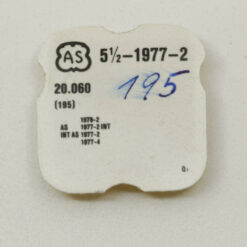 AS 5½-1977-2
20.060 195
(195)
1976-2
AS 1977-2 INT
INT AS 1977-2
1977-4